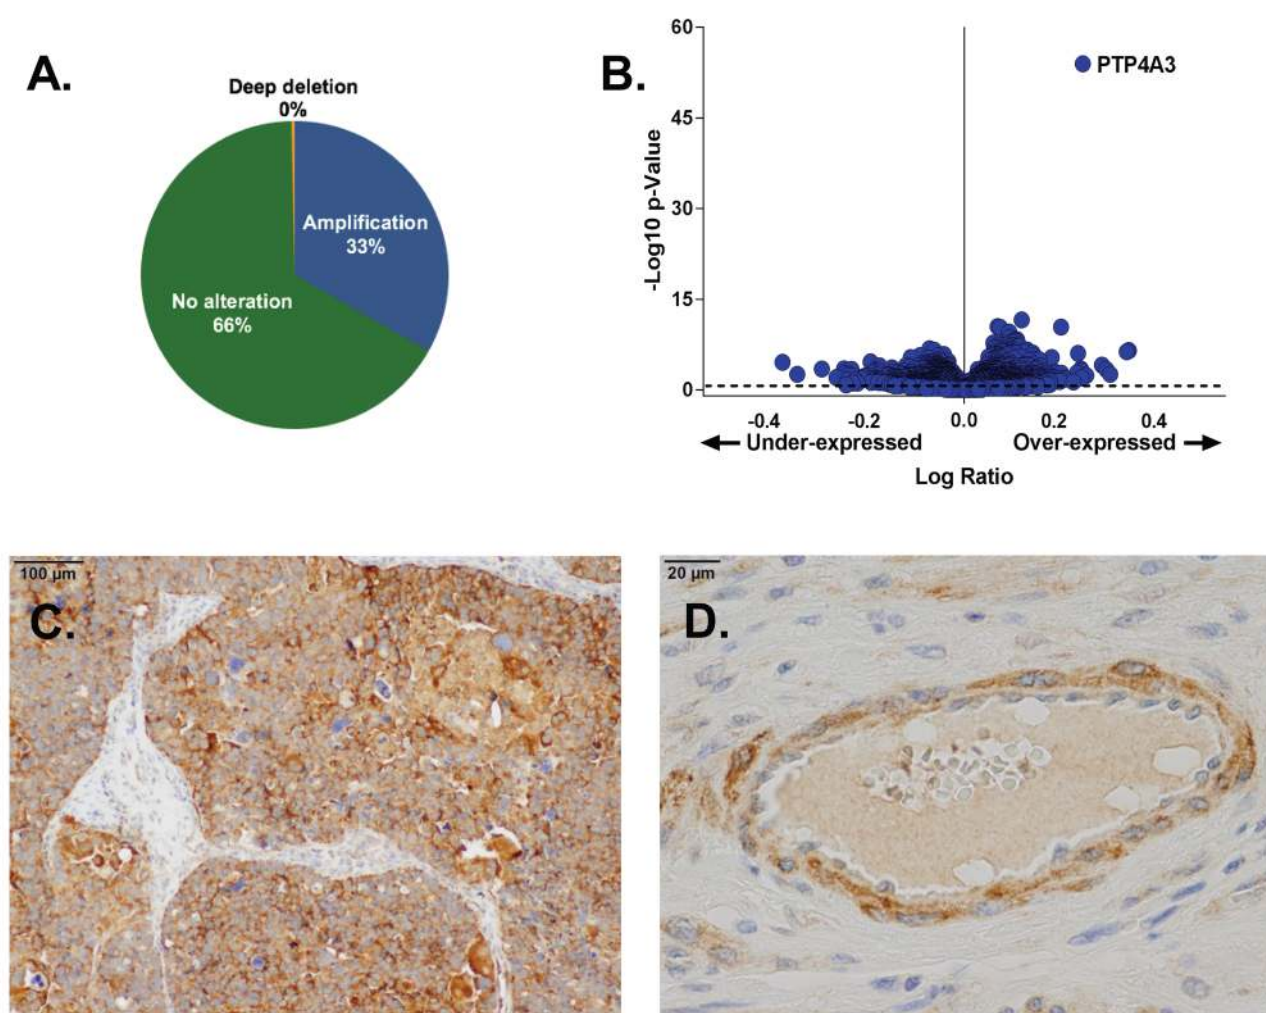 A.
Deep deletion
0%
Amplification
33%
No alteration
66%
B.
60
45
30
15
0
-Log10 p-Value
PTP4A3
-0.4 -0.2 0.0 0.2 0.4
Under-expressed Over-expressed
Log Ratio
100 µm
C.
20 µm
D.